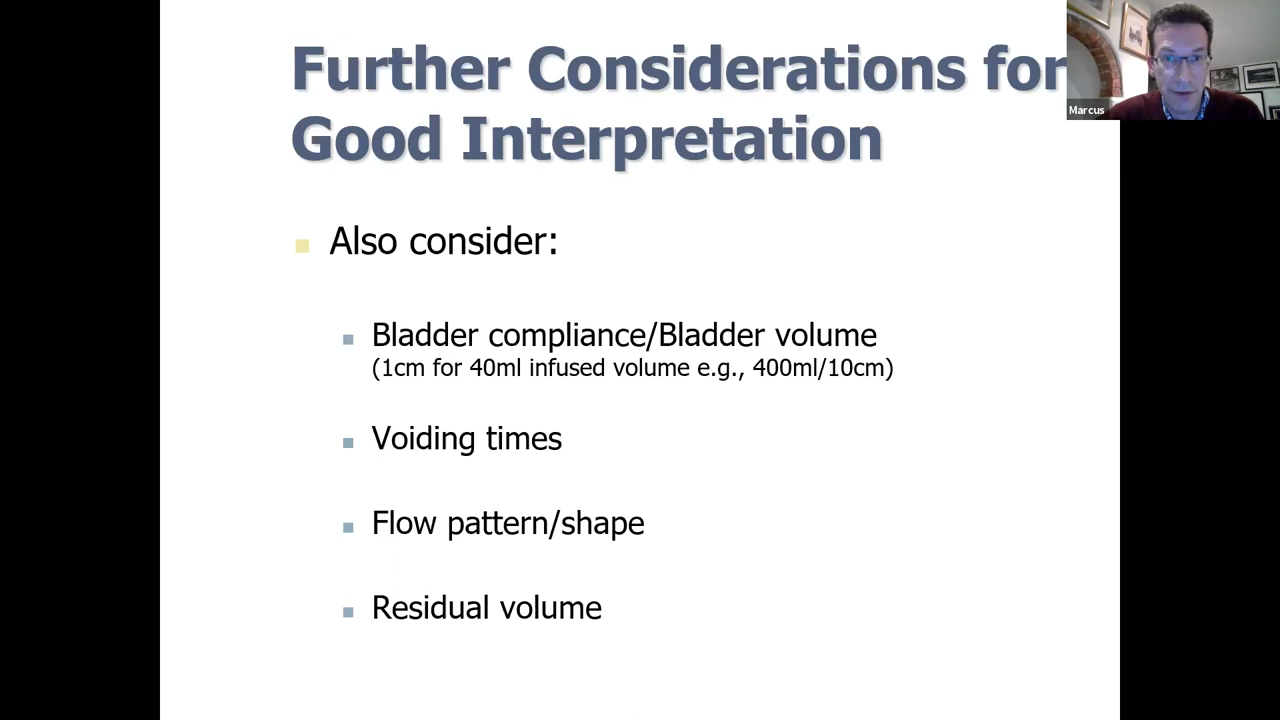 Further Considerations for
Good Interpretation
Marcus
Also consider:
Bladder compliance/Bladder volume
(1cm for 40ml infused volume e.g., 400ml/10cm)
Voiding times
Flow pattern/shape
Residual volume